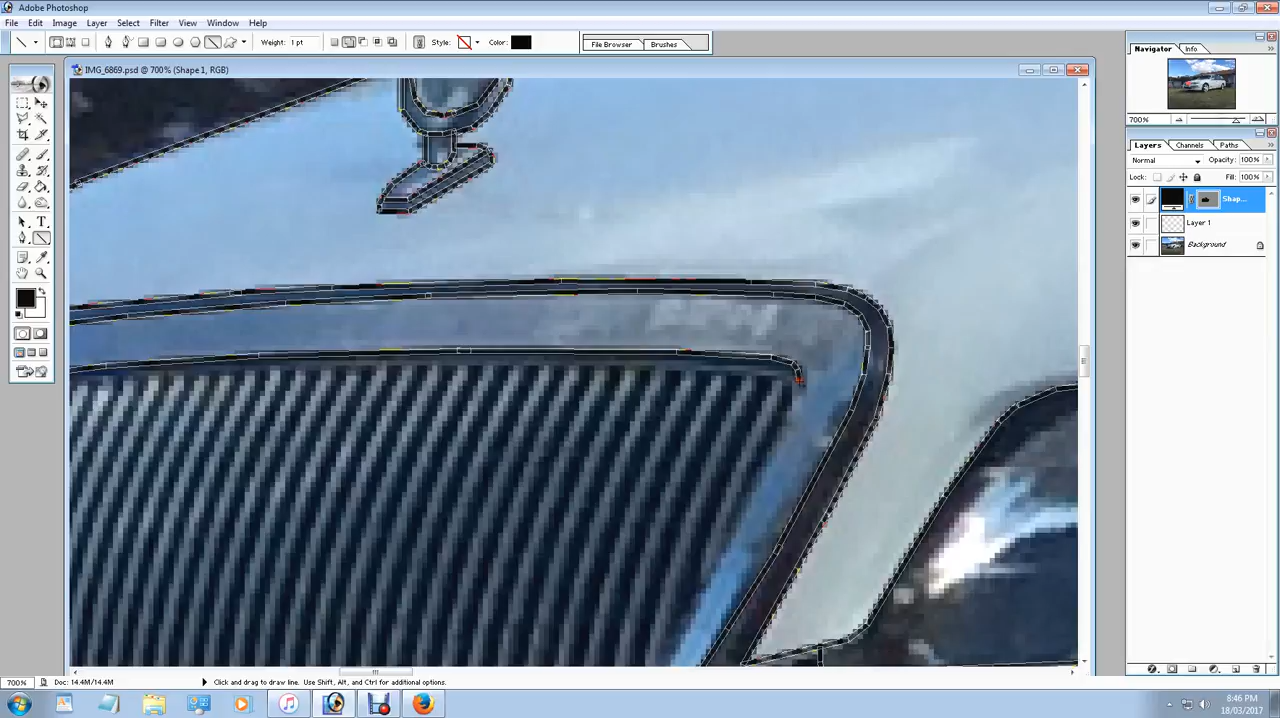 Adobe Photoshop
File Edit Image Layer Select Filter View Window Help
Weight: 1 pt Style: Color: File Browser Brushes
IMG_6869.psd @ 700% (Shape 1, RGB)
Navigator Info
700%
Layers Channels Paths
Normal Opacity: 100%
Lock: Fill: 100%
Shap...
Layer 1
Background
700% Doc: 14.4M/14.4M Click and drag to draw line. Use Shift, Alt, and Ctrl for additional options.
8:46 PM
18/03/2017